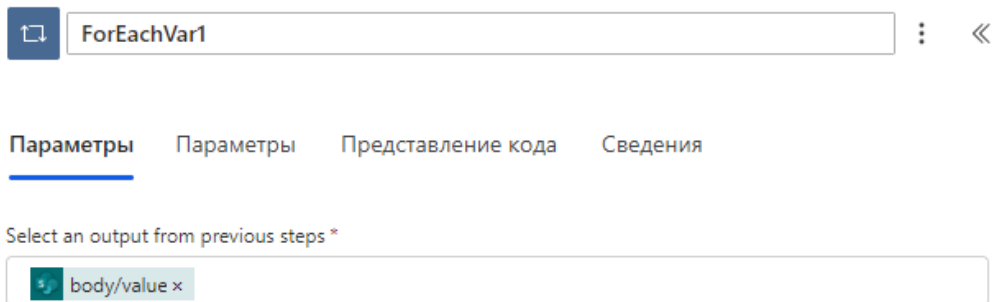 ForEachVar1
Параметры Параметры Представление кода Сведения
Select an output from previous steps *
body/value ×